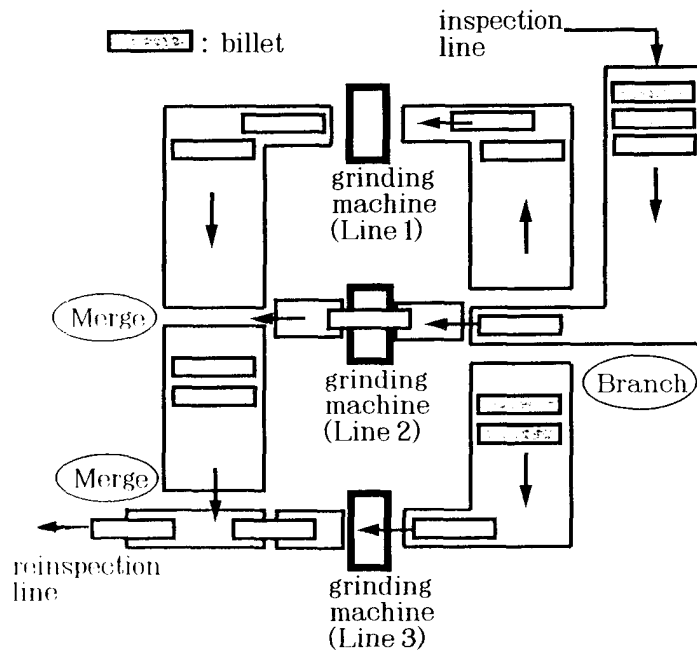 : billet
inspection
line
grinding
machine
(Line 1)
Merge
grinding
machine
(Line 2)
Branch
Merge
reinspection
line
grinding
machine
(Line 3)